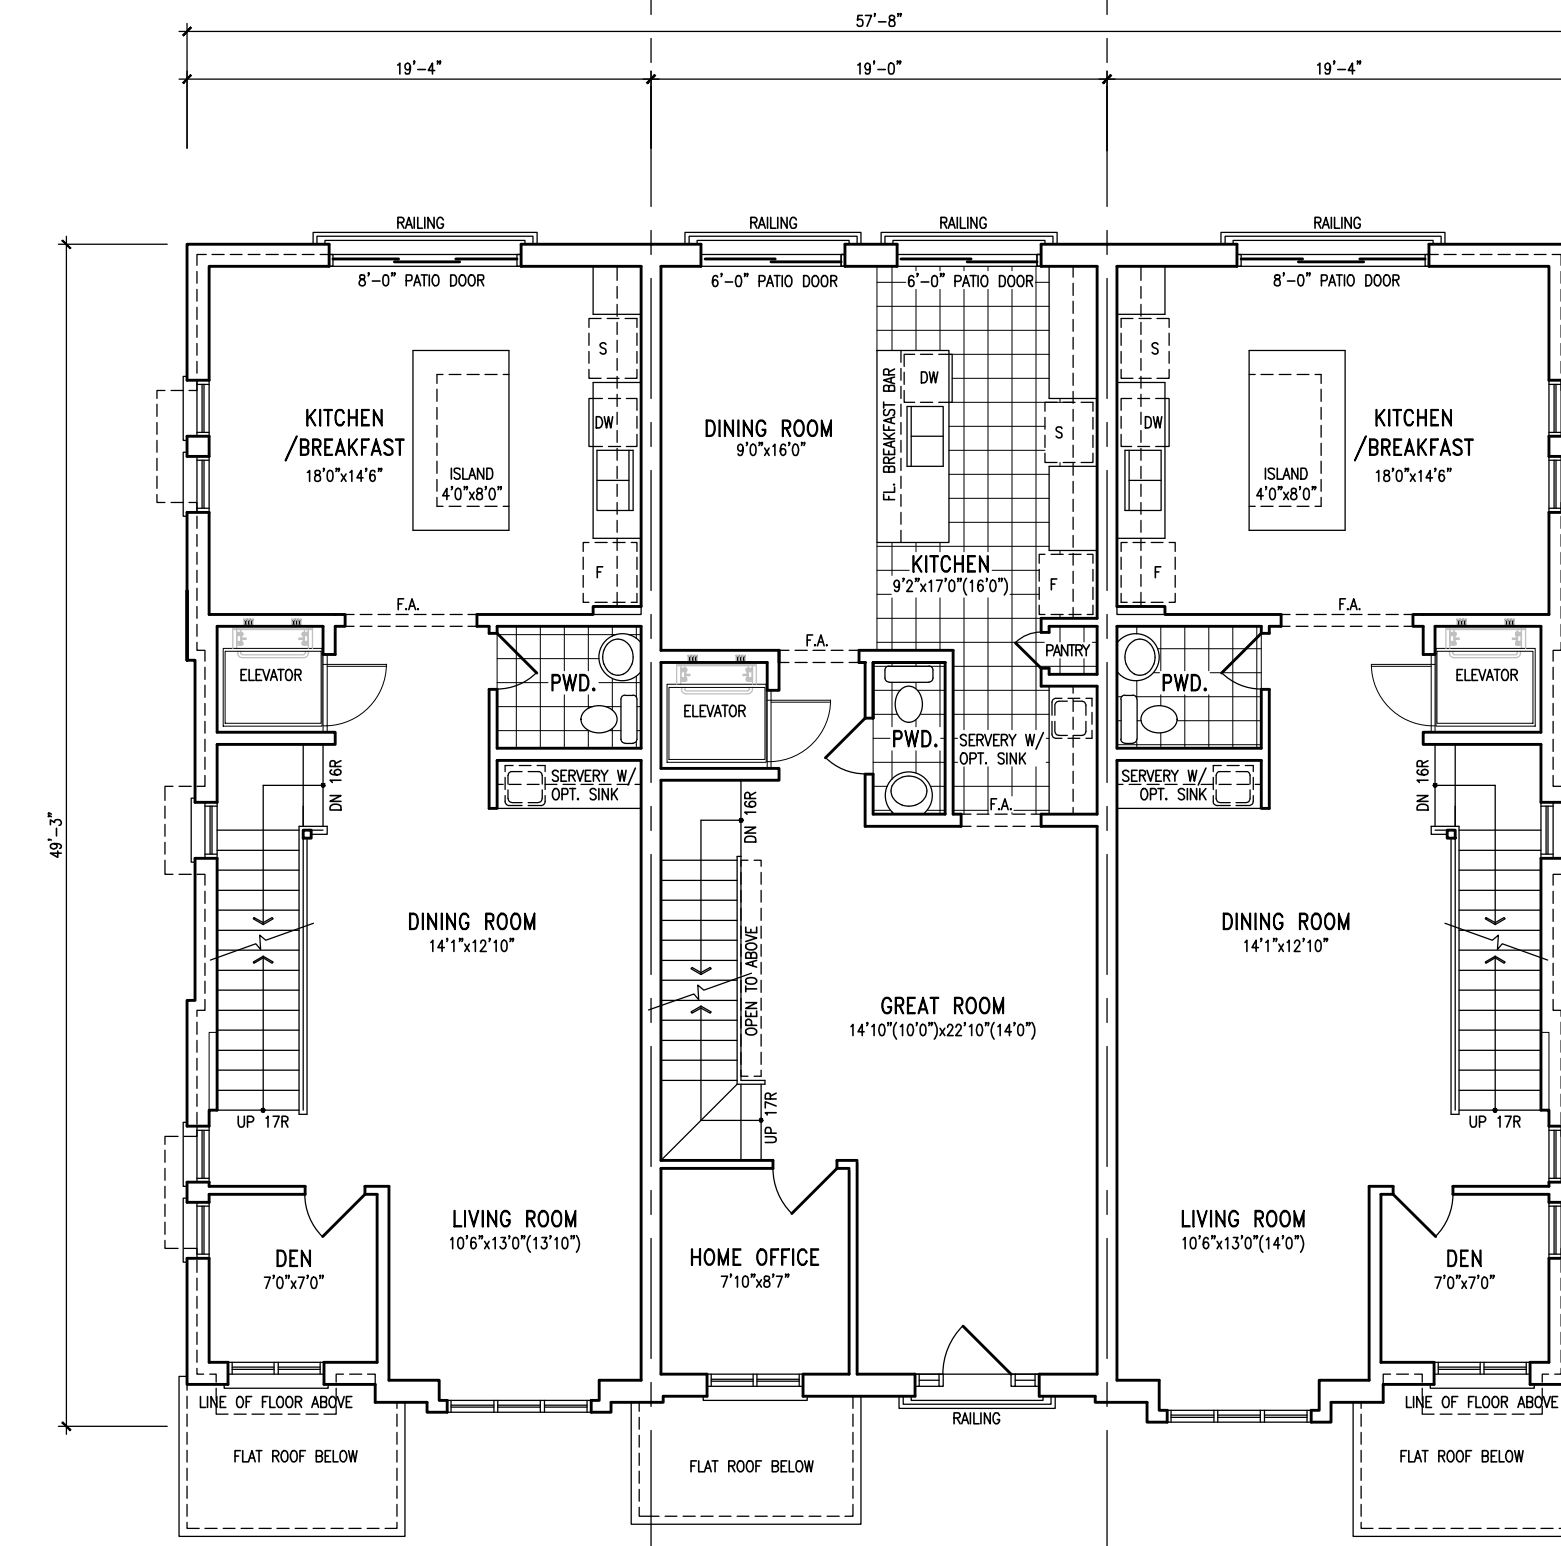 57'-8"
19'-4"
19'-0"
19'-4"
49'-3"
RAILING
RAILING
RAILING
RAILING
8'-0" PATIO DOOR
6'-0" PATIO DOOR
6'-0" PATIO DOOR
8'-0" PATIO DOOR
KITCHEN
/BREAKFAST
18'0"x14'6"
ISLAND
4'0"x8'0"
S
DW
F
F.A.
ELEVATOR
PWD.
SERVERY W/
OPT. SINK
DN 16R
DINING ROOM
14'1"x12'10"
UP 17R
LIVING ROOM
10'6"x13'0"(13'10")
DEN
7'0"x7'0"
LINE OF FLOOR ABOVE
FLAT ROOF BELOW
DINING ROOM
9'0"x16'0"
FL. BREAKFAST BAR
DW
S
KITCHEN
9'2"x17'0"(16'0")
F
F.A.
PANTRY
ELEVATOR
PWD.
SERVERY W/
OPT. SINK
F.A.
DN 16R
OPEN TO ABOVE
GREAT ROOM
14'10"(10'0")x22'10"(14'0")
UP 17R
HOME OFFICE
7'10"x8'7"
RAILING
FLAT ROOF BELOW
S
DW
F
KITCHEN
/BREAKFAST
18'0"x14'6"
ISLAND
4'0"x8'0"
F.A.
PWD.
ELEVATOR
SERVERY W/
OPT. SINK
DN 16R
DINING ROOM
14'1"x12'10"
UP 17R
LIVING ROOM
10'6"x13'0"(14'0")
DEN
7'0"x7'0"
LINE OF FLOOR ABOVE
FLAT ROOF BELOW